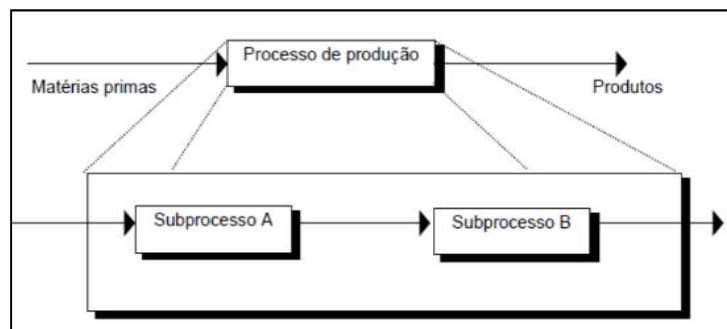 Processo de produção
Matérias primas
Produtos
Subprocesso A
Subprocesso B